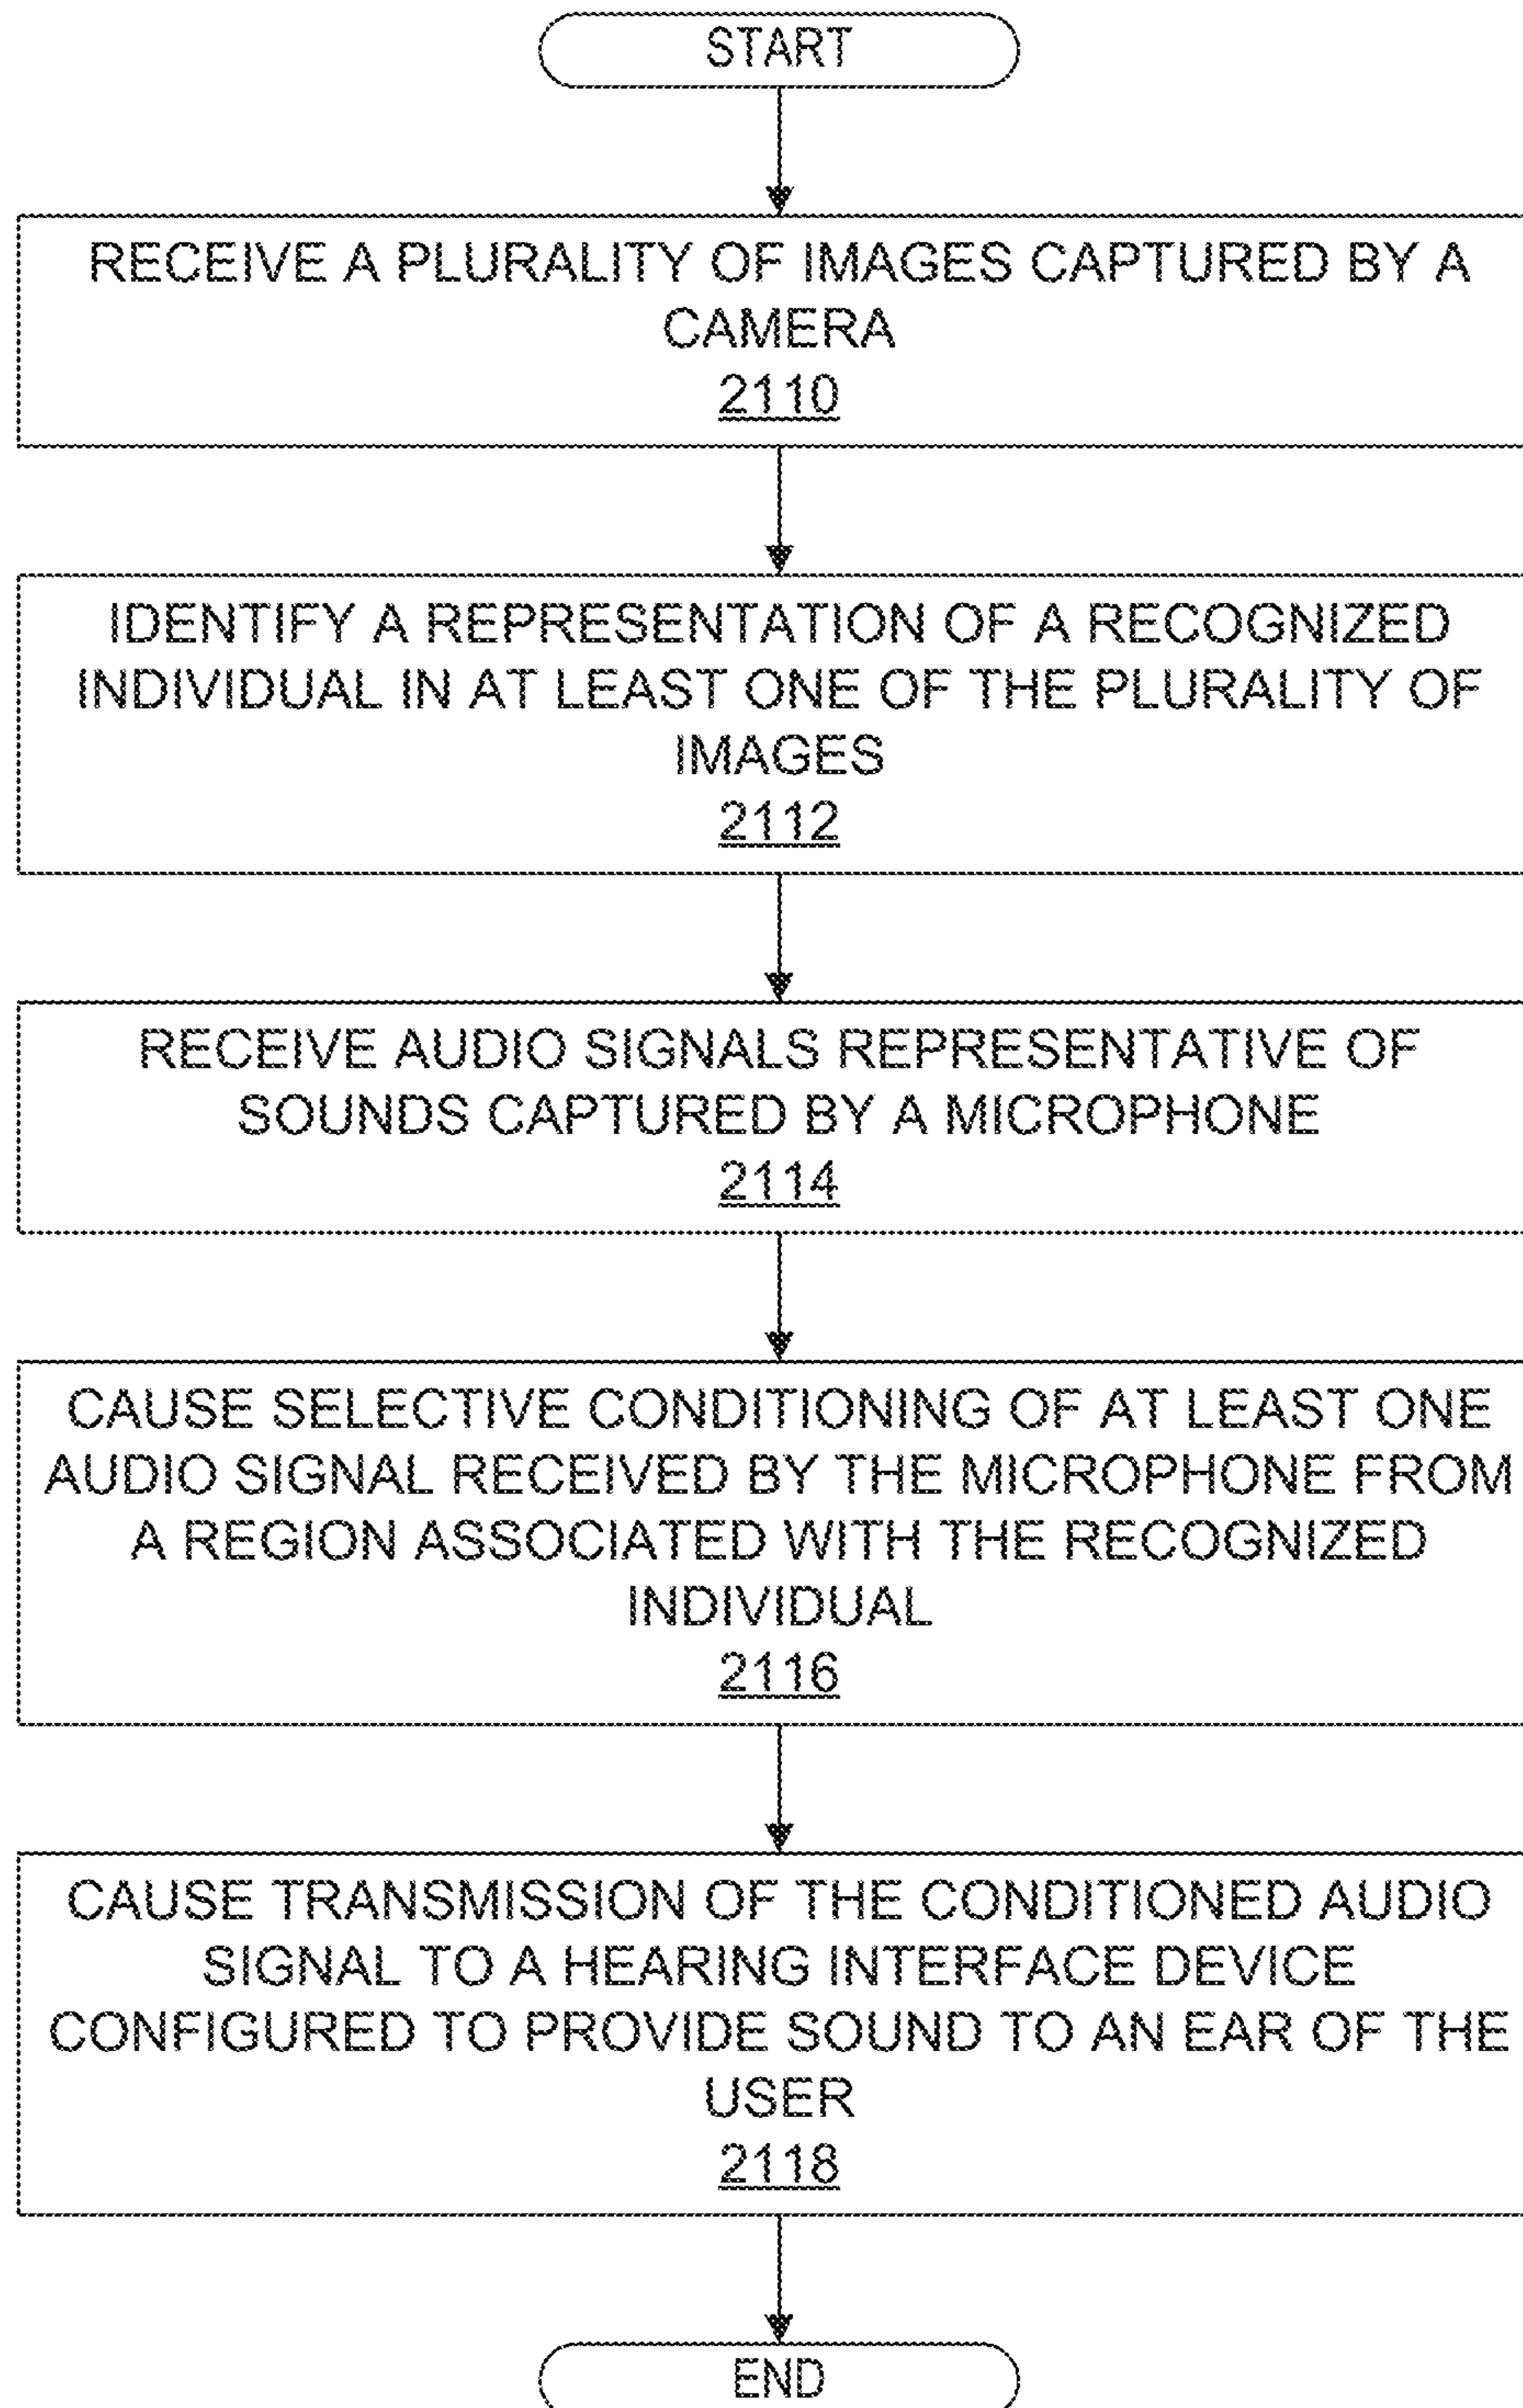 START
RECEIVE A PLURALITY OF IMAGES CAPTURED BY A
CAMERA
2110
IDENTIFY A REPRESENTATION OF A RECOGNIZED
INDIVIDUAL IN AT LEAST ONE OF THE PLURALITY OF
IMAGES
2112
RECEIVE AUDIO SIGNALS REPRESENTATIVE OF
SOUNDS CAPTURED BY A MICROPHONE
2114
CAUSE SELECTIVE CONDITIONING OF AT LEAST ONE
AUDIO SIGNAL RECEIVED BY THE MICROPHONE FROM
A REGION ASSOCIATED WITH THE RECOGNIZED
INDIVIDUAL
2116
CAUSE TRANSMISSION OF THE CONDITIONED AUDIO
SIGNAL TO A HEARING INTERFACE DEVICE
CONFIGURED TO PROVIDE SOUND TO AN EAR OF THE
USER
2118
END